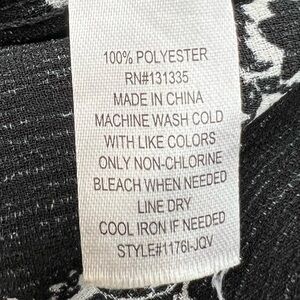 100% POLYESTER
RN#131335
MADE IN CHINA
MACHINE WASH COLD
WITH LIKE COLORS
ONLY NON-CHLORINE
BLEACH WHEN NEEDED
LINE DRY
COOL IRON IF NEEDED
STYLE#1176I-JQV